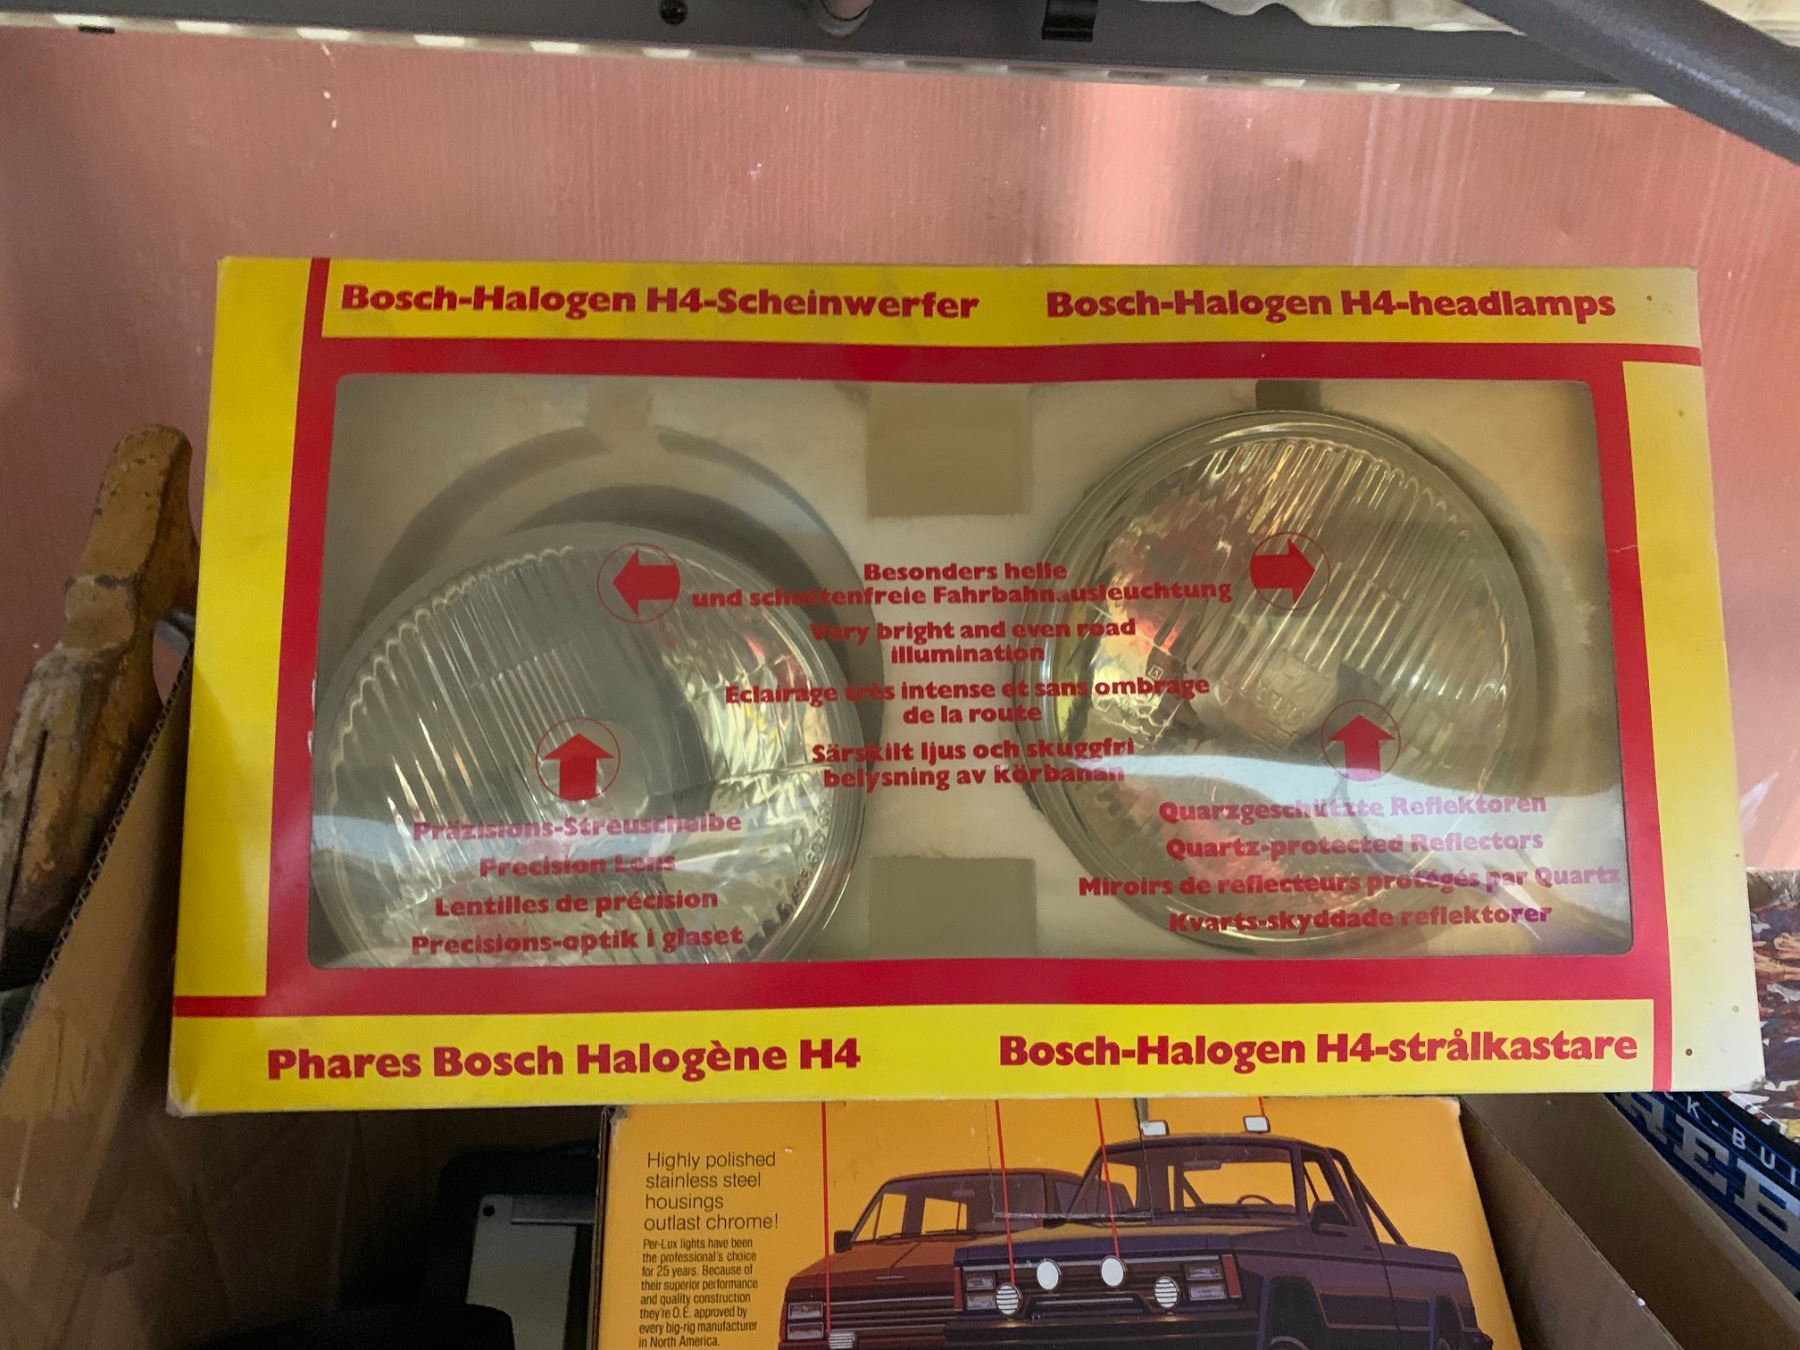 Bosch-Halogen H4-Scheinwerfer
Bosch-Halogen H4-headlamps
Besonders helle
und schattenfreie Fahrbahnausleuchtung
Very bright and even road
illumination
Eclairage très intense et sans ombrage
de la route
Särskilt ljus och skuggfri
belysning av körbanan
Präzisions-Streuscheibe
Precision Lens
Lentilles de précision
Precisions-optik i glaset
Quarzgeschützte Reflektoren
Quartz-protected Reflectors
Miroirs de reflecteurs protégés par Quartz
Kvarts-skyddade reflektorer
Phares Bosch Halogène H4
Bosch-Halogen H4-strålkastare
Highly polished
stainless steel
housings
outlast chrome!
Per-Lux lights have been
the professional's choice
for 25 years. Because of
their superior performance
and quality construction
they're O.E. approved by
every big-rig manufacturer
in North America.